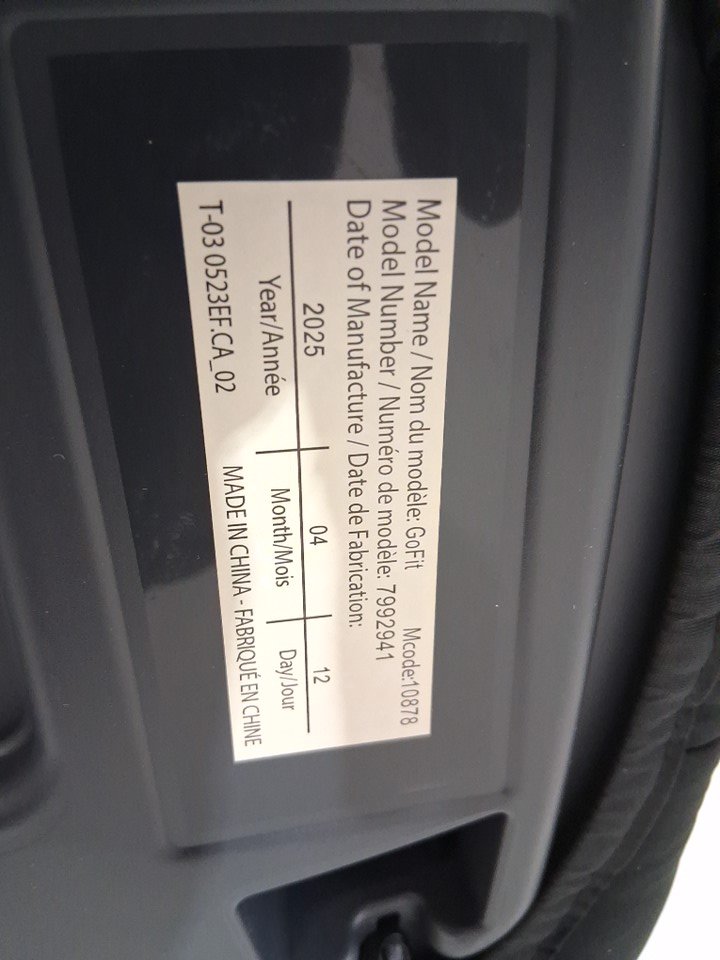 Model Name / Nom du modèle: GoFit Mcode:10878
Model Number / Numéro de modèle: 7992941
Date of Manufacture / Date de Fabrication:
2025 04 12
Year/Année Month/Mois Day/Jour
T-03 0523EF.CA_02 MADE IN CHINA - FABRIQUÉ EN CHINE